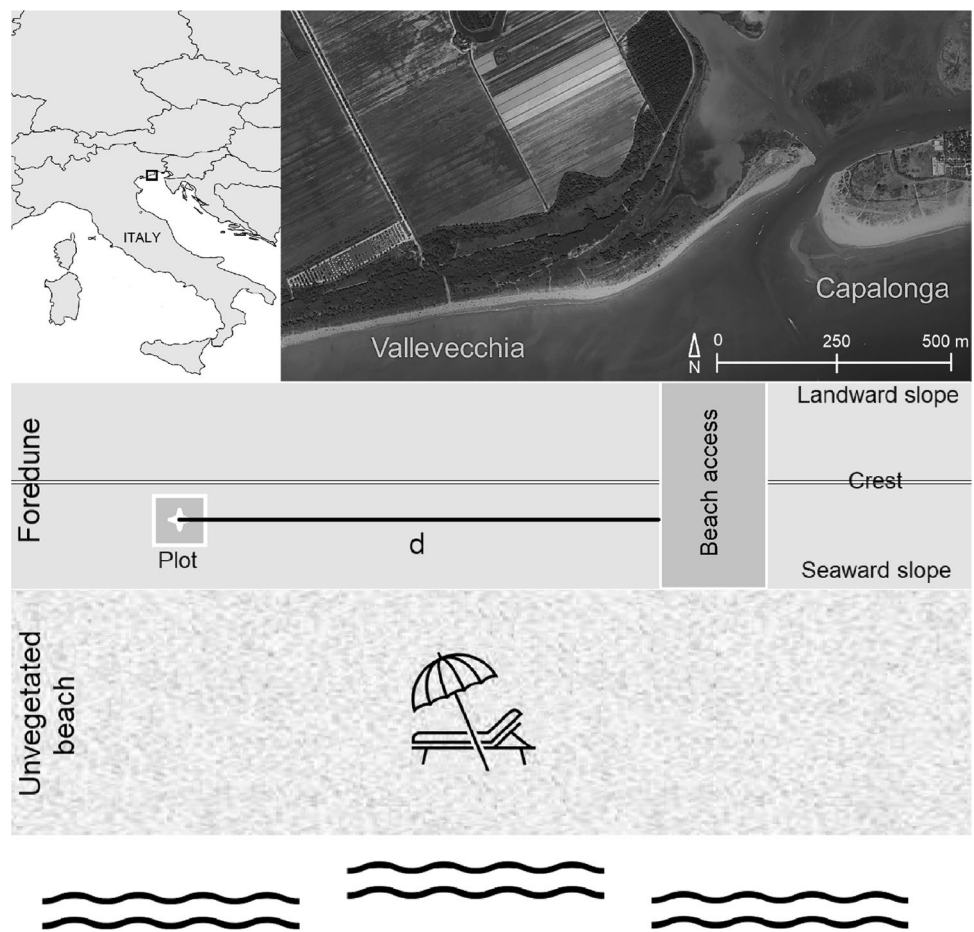 ITALY
Vallevecchia
Capalonga
0 250 500 m
N
Foredune
Landward slope
Crest
Seaward slope
Beach access
d
Plot
Unvegetated
beach